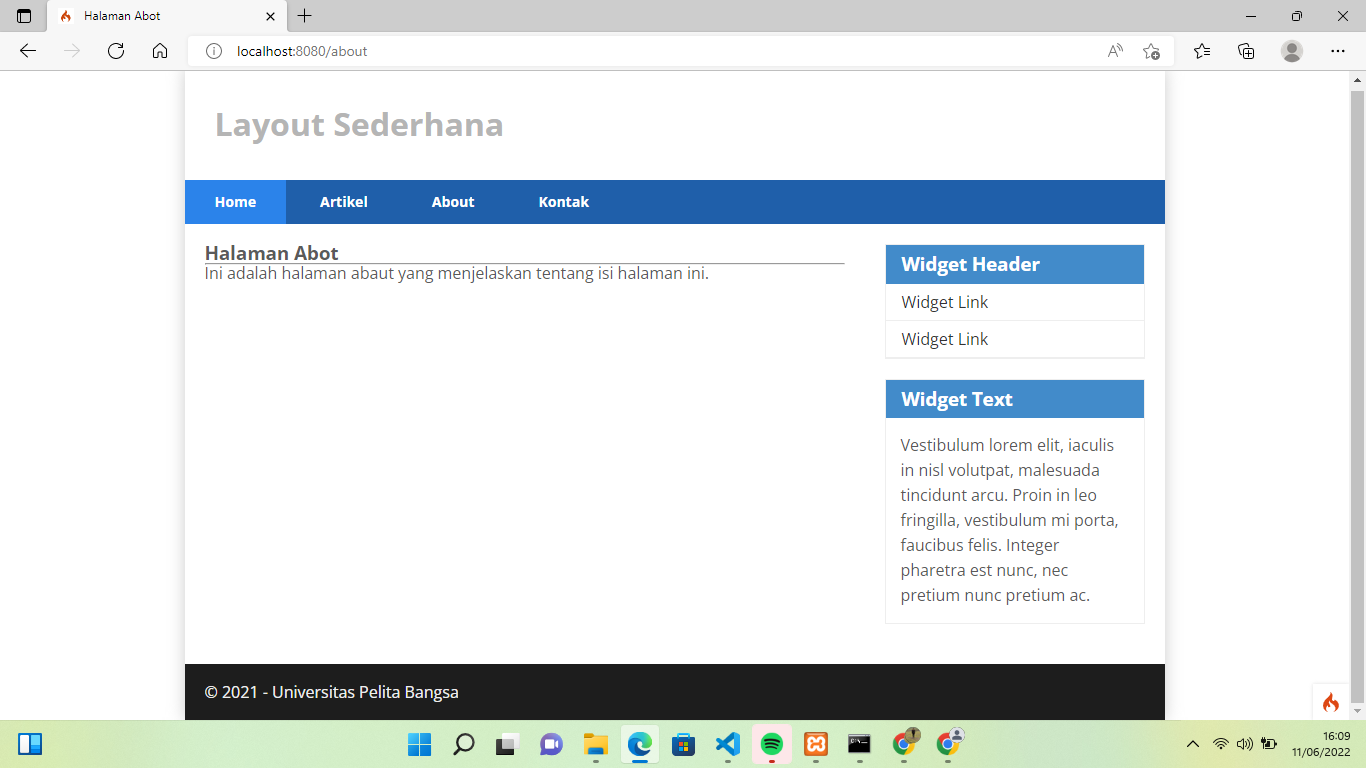 Halaman Abot
localhost:8080/about
Layout Sederhana
Home Artikel About Kontak
Halaman Abot
Ini adalah halaman abaut yang menjelaskan tentang isi halaman ini.
Widget Header
Widget Link
Widget Link
Widget Text
Vestibulum lorem elit, iaculis
in nisl volutpat, malesuada
tincidunt arcu. Proin in leo
fringilla, vestibulum mi porta,
faucibus felis. Integer
pharetra est nunc, nec
pretium nunc pretium ac.
© 2021 - Universitas Pelita Bangsa
16:09
11/06/2022